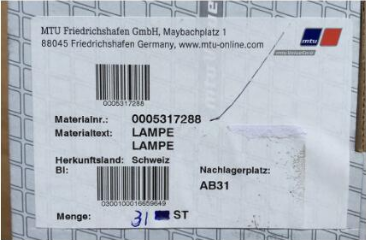 MTU Friedrichshafen GmbH, Maybachplatz 1
88045 Friedrichshafen Germany, www.mtu-online.com
mtu
0005317288
Materialnr.: 0005317288
Materialtext: LAMPE
LAMPE
Herkunftsland: Schweiz
BI:
Nachlagerplatz:
AB31
0300100016659649
Menge: 31 ST